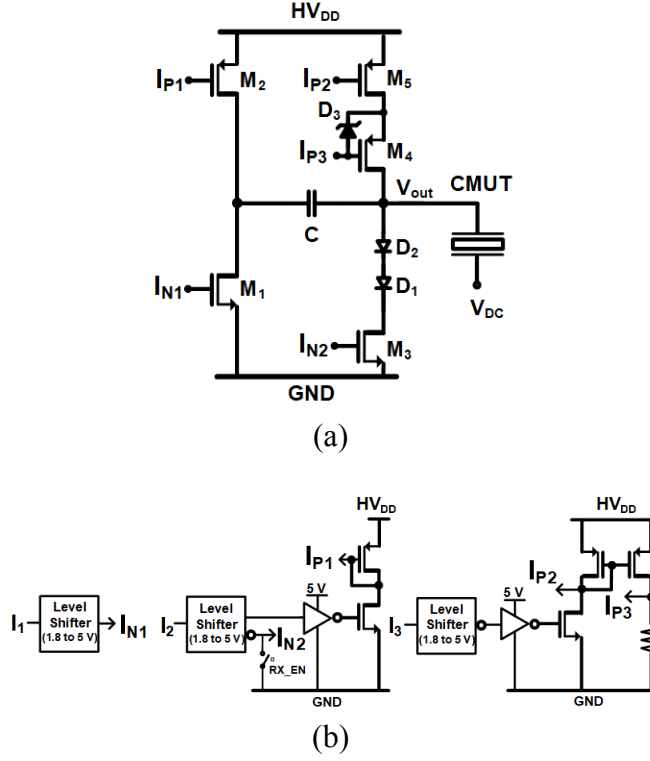 HVDD
IP1
M2
IP2
M5
D3
IP3
M4
Vout
CMUT
C
D2
D1
IN1
M1
VDC
IN2
M3
GND
(a)
HVDD
HVDD
IP1
IP2
5 V
5 V
IP3
I1
Level
Shifter
(1.8 to 5 V)
IN1
I2
Level
Shifter
(1.8 to 5 V)
IN2
RX_EN
I3
Level
Shifter
(1.8 to 5 V)
GND
GND
(b)